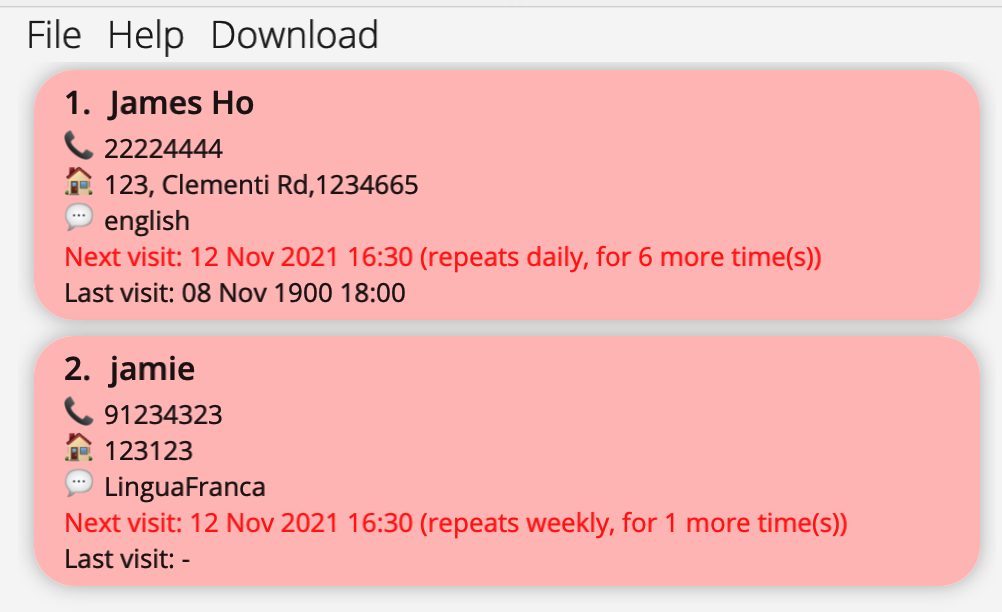 File Help Download
1. James Ho
22224444
123, Clementi Rd,1234665
english
Next visit: 12 Nov 2021 16:30 (repeats daily, for 6 more time(s))
Last visit: 08 Nov 1900 18:00
2. jamie
91234323
123123
LinguaFranca
Next visit: 12 Nov 2021 16:30 (repeats weekly, for 1 more time(s))
Last visit: -